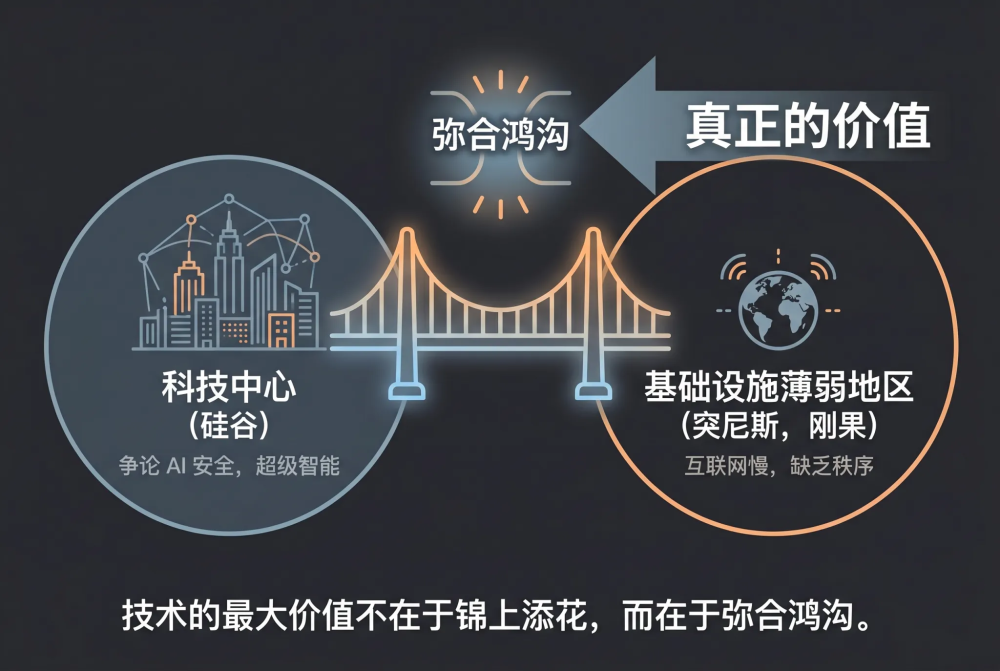 真正的价值
弥合鸿沟
科技中心
（硅谷）
争论 AI 安全，超级智能
基础设施薄弱地区
（突尼斯，刚果）
互联网慢，缺乏秩序
技术的最大价值不在于锦上添花，而在于弥合鸿沟。